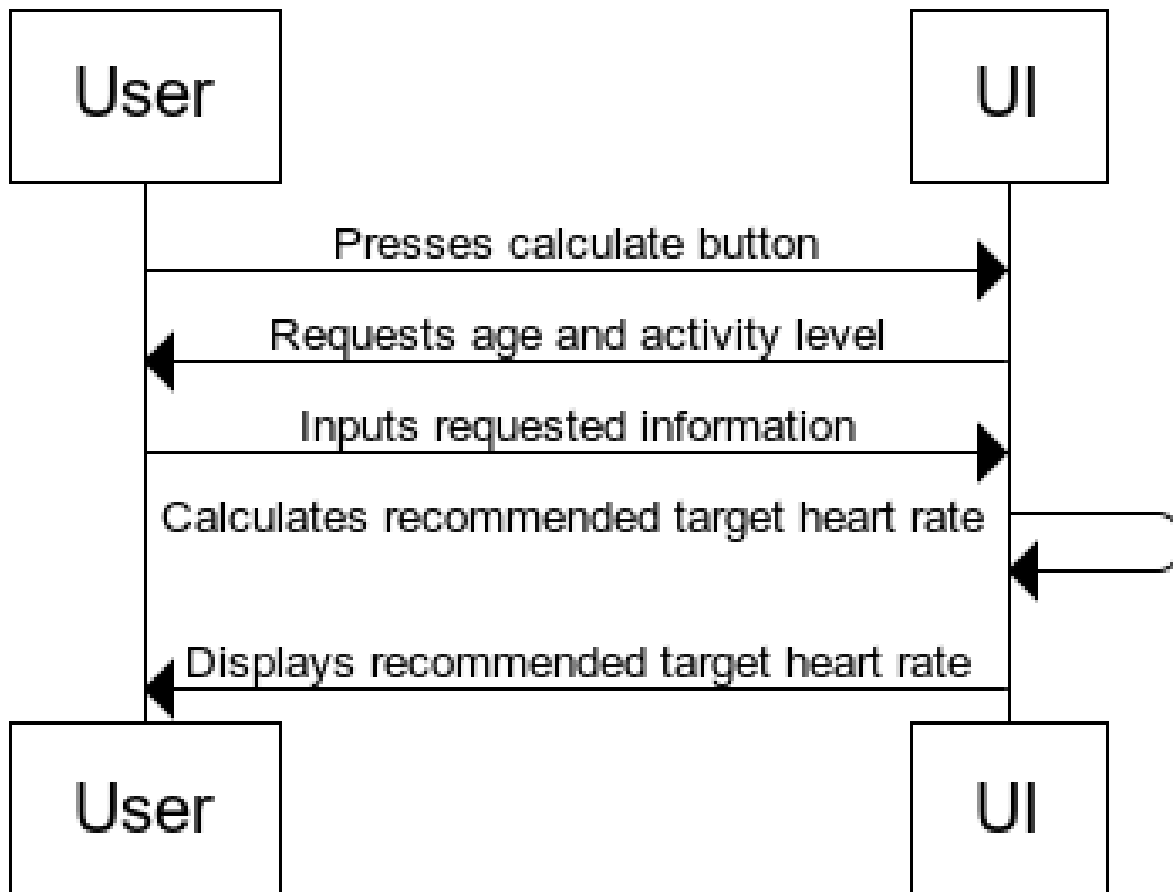 User
UI
Presses calculate button
Requests age and activity level
Inputs requested information
Calculates recommended target heart rate
Displays recommended target heart rate
User
UI